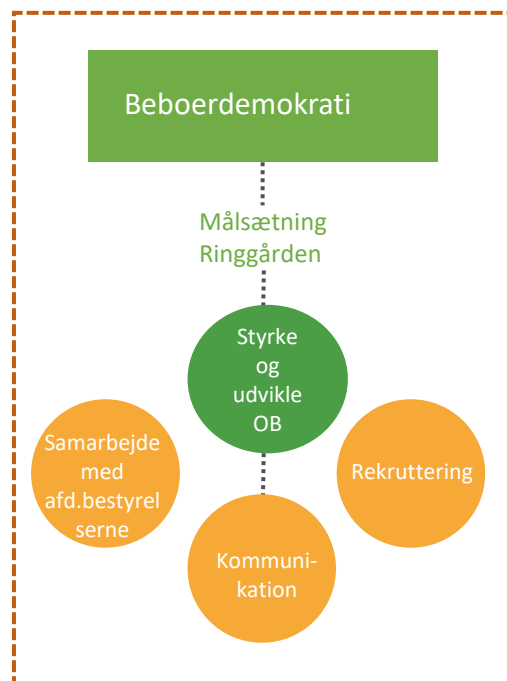 Beboerdemokrati
Målsætning
Ringgården
Styrke
og
udvikle
OB
Samarbejde
med
afd.bestyrel
serne
Rekruttering
Kommuni-
kation